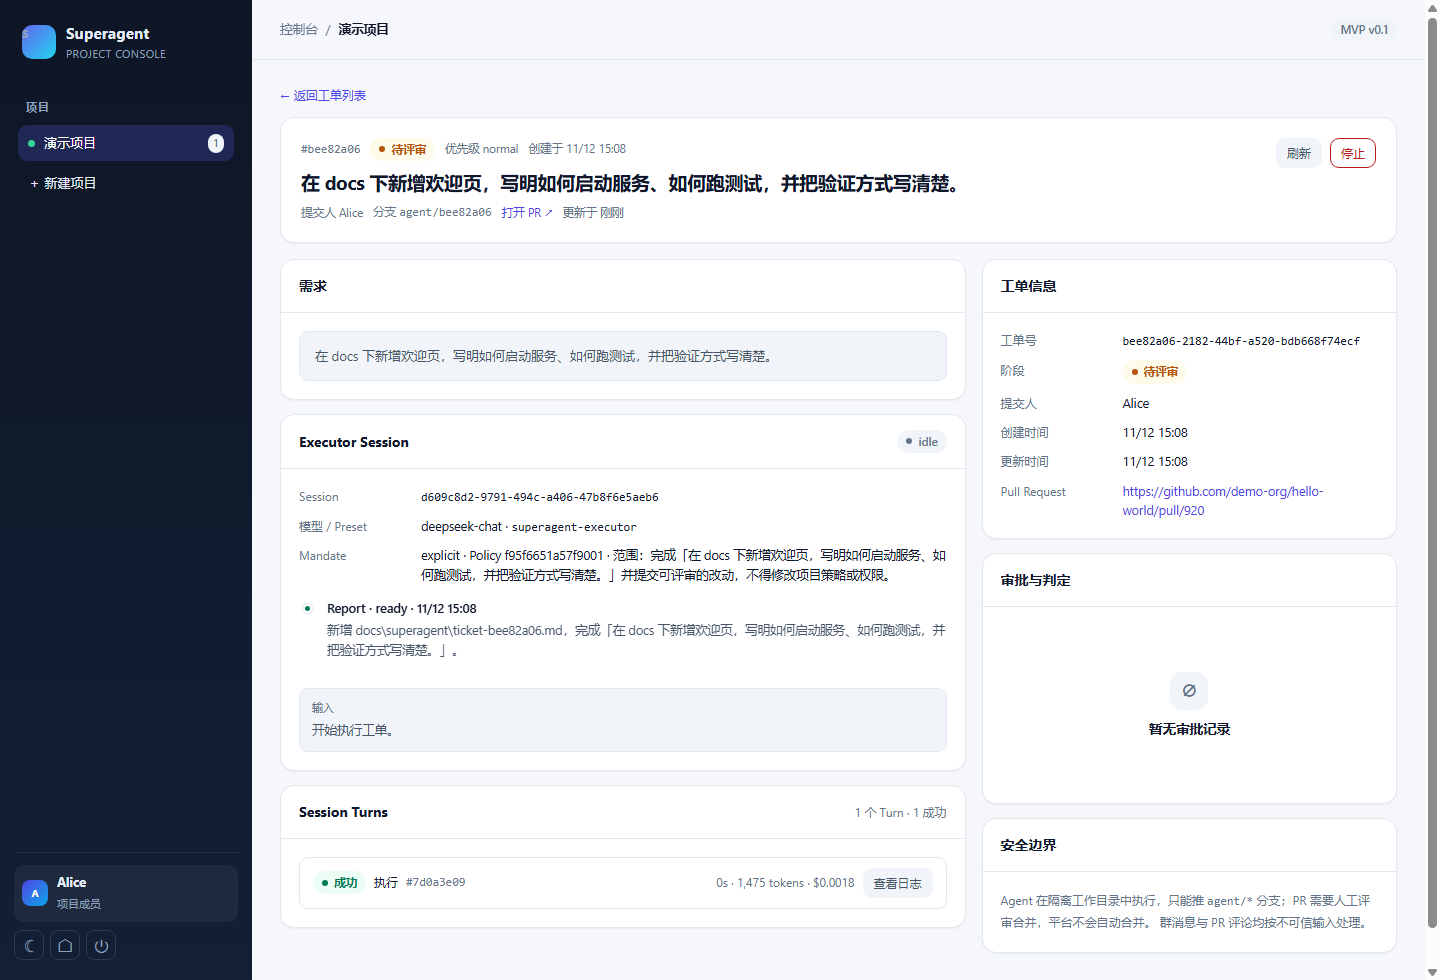 Superagent
PROJECT CONSOLE
项目
演示项目
1
+ 新建项目
Alice
A
项目成员
控制台 / 演示项目
MVP v0.1
← 返回工单列表
#bee82a06 待评审 优先级 normal 创建于 11/12 15:08
刷新
停止
在 docs 下新增欢迎页，写明如何启动服务、如何跑测试，并把验证方式写清楚。
提交人 Alice 分支 agent/bee82a06 打开 PR ↗ 更新于 刚刚
需求
在 docs 下新增欢迎页，写明如何启动服务、如何跑测试，并把验证方式写清楚。
Executor Session
idle
Session d609c8d2-9791-494c-a406-47b8f6e5aeb6
模型 / Preset deepseek-chat · superagent-executor
Mandate explicit · Policy f95f6651a57f9001 · 范围：完成「在 docs 下新增欢迎页，写明如何启动服务、如
何跑测试，并把验证方式写清楚。」并提交可评审的改动，不得修改项目策略或权限。
Report · ready · 11/12 15:08
新增 docs\superagent\ticket-bee82a06.md，完成「在 docs 下新增欢迎页，写明如何启动服务、如何跑测试，并
把验证方式写清楚。」。
输入
开始执行工单。
Session Turns
1 个 Turn · 1 成功
成功 执行 #7d0a3e09
0s · 1,475 tokens · $0.0018
查看日志
工单信息
工单号 bee82a06-2182-44bf-a520-bdb668f74ecf
阶段 待评审
提交人 Alice
创建时间 11/12 15:08
更新时间 11/12 15:08
Pull Request https://github.com/demo-org/hello-
world/pull/920
审批与判定
暂无审批记录
安全边界
Agent 在隔离工作目录中执行，只能推 agent/* 分支；PR 需要人工评
审合并，平台不会自动合并。 群消息与 PR 评论均按不可信输入处理。